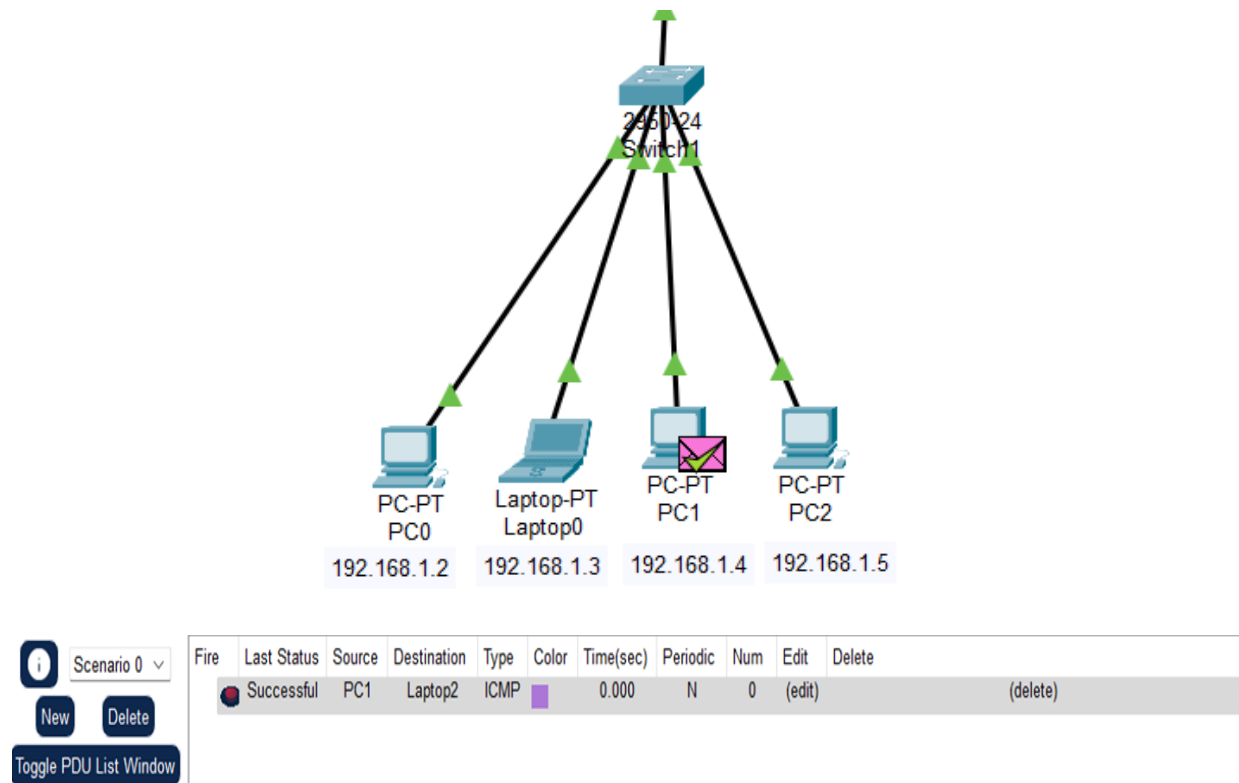 2950-24
Switch1
PC-PT
PC0
Laptop-PT
Laptop0
PC-PT
PC1
PC-PT
PC2
192.168.1.2 192.168.1.3 192.168.1.4 192.168.1.5
i Scenario 0
New Delete
Toggle PDU List Window
Fire Last Status Source Destination Type Color Time(sec) Periodic Num Edit Delete
Successful PC1 Laptop2 ICMP 0.000 N 0 (edit) (delete)